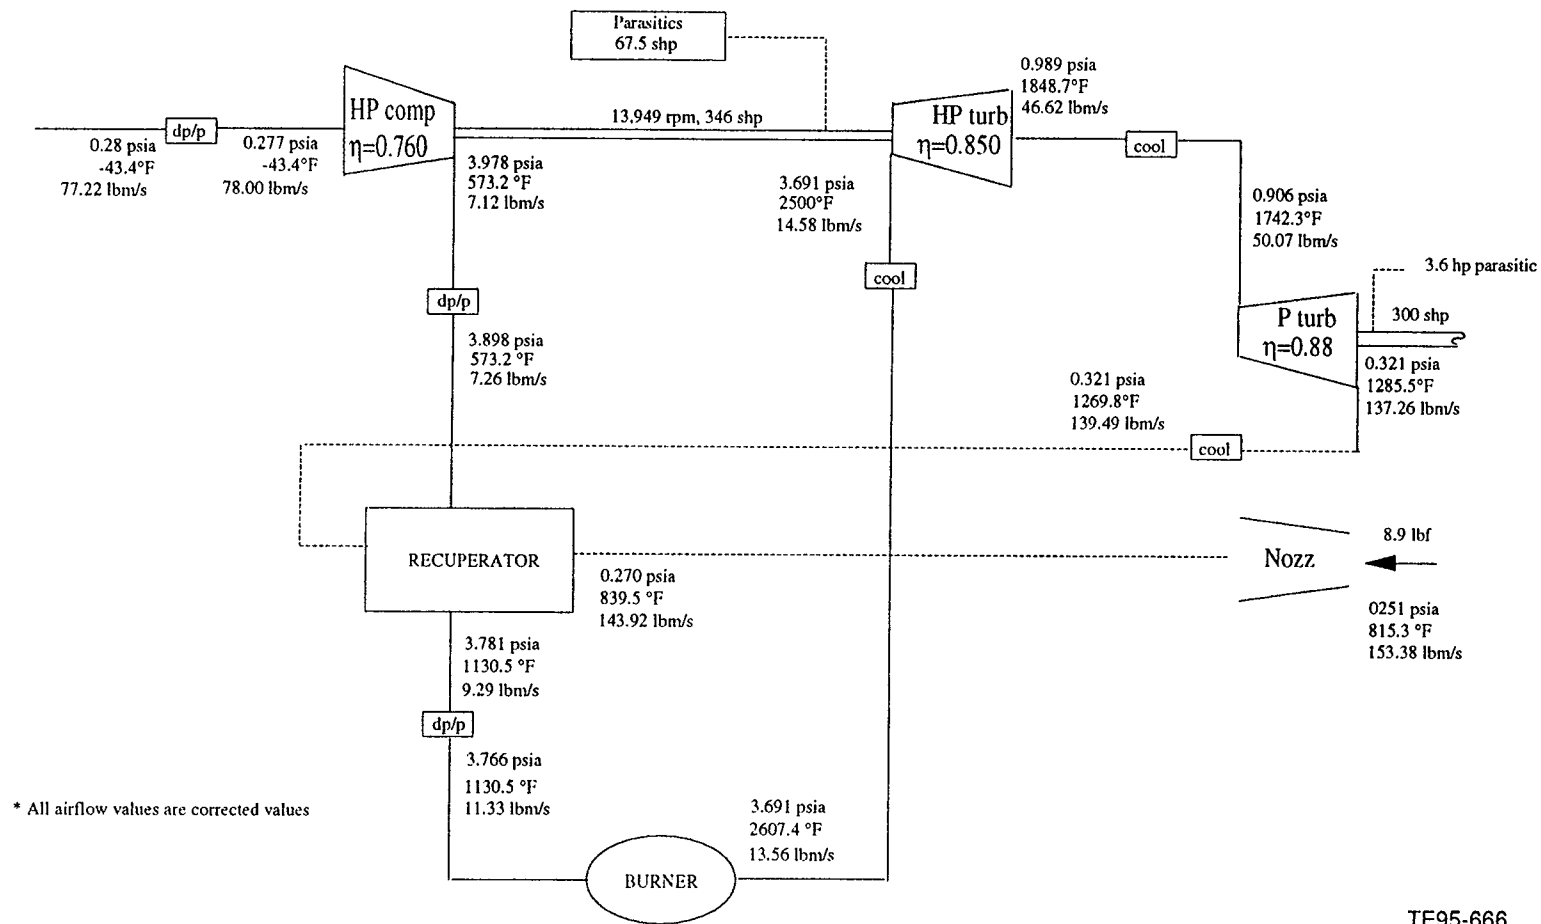 Parasitics
67.5 shp
0.989 psia
1848.7°F
46.62 lbm/s
HP comp
η=0.760
13,949 rpm, 346 shp
HP turb
η=0.850
dp/p
cool
0.28 psia
-43.4°F
77.22 lbm/s
0.277 psia
-43.4°F
78.00 lbm/s
3.978 psia
573.2 °F
7.12 lbm/s
3.691 psia
2500°F
14.58 lbm/s
0.906 psia
1742.3°F
50.07 lbm/s
cool
3.6 hp parasitic
dp/p
P turb
η=0.88
300 shp
3.898 psia
573.2 °F
7.26 lbm/s
0.321 psia
1269.8°F
139.49 lbm/s
0.321 psia
1285.5°F
137.26 lbm/s
cool
RECUPERATOR
Nozz
8.9 lbf
0.270 psia
839.5 °F
143.92 lbm/s
0251 psia
815.3 °F
153.38 lbm/s
3.781 psia
1130.5 °F
9.29 lbm/s
dp/p
3.766 psia
1130.5 °F
11.33 lbm/s
* All airflow values are corrected values
3.691 psia
2607.4 °F
13.56 lbm/s
BURNER
TE95-666